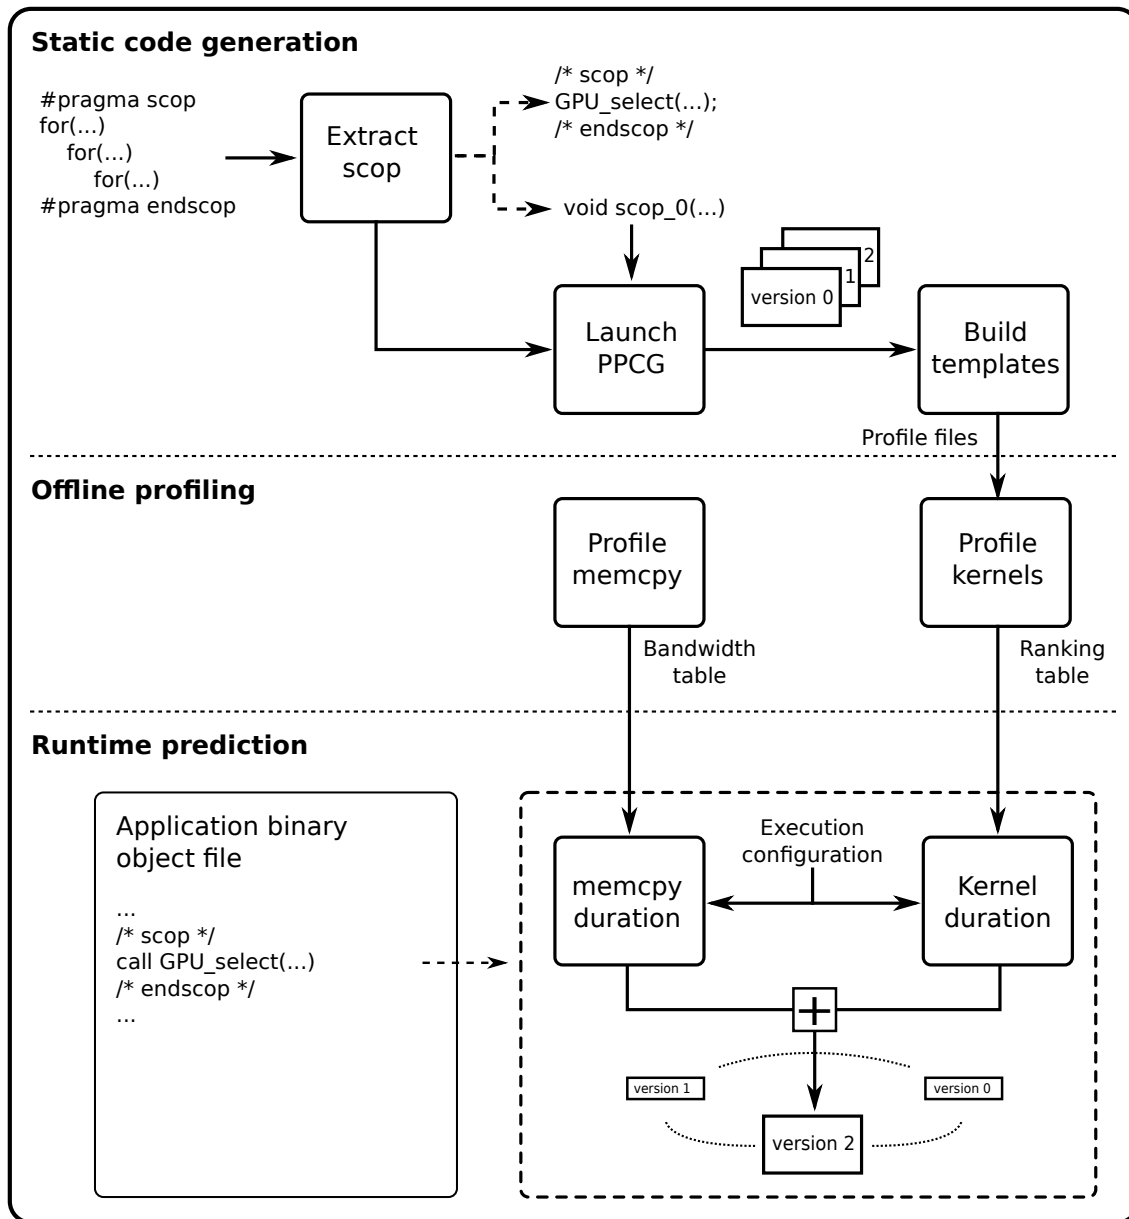 Static code generation
#pragma scop
for(...)
for(...)
for(...)
#pragma endscop
Extract
scop
/* scop */
GPU_select(...);
/* endscop */
void scop_0(...)
2
1
version 0
Launch
PPCG
Build
templates
Profile files
Offline profiling
Profile
memcpy
Profile
kernels
Bandwidth
table
Ranking
table
Runtime prediction
Application binary
object file
...
/* scop */
call GPU_select(...)
/* endscop */
...
Execution
configuration
memcpy
duration
Kernel
duration
+
version 1
version 0
version 2